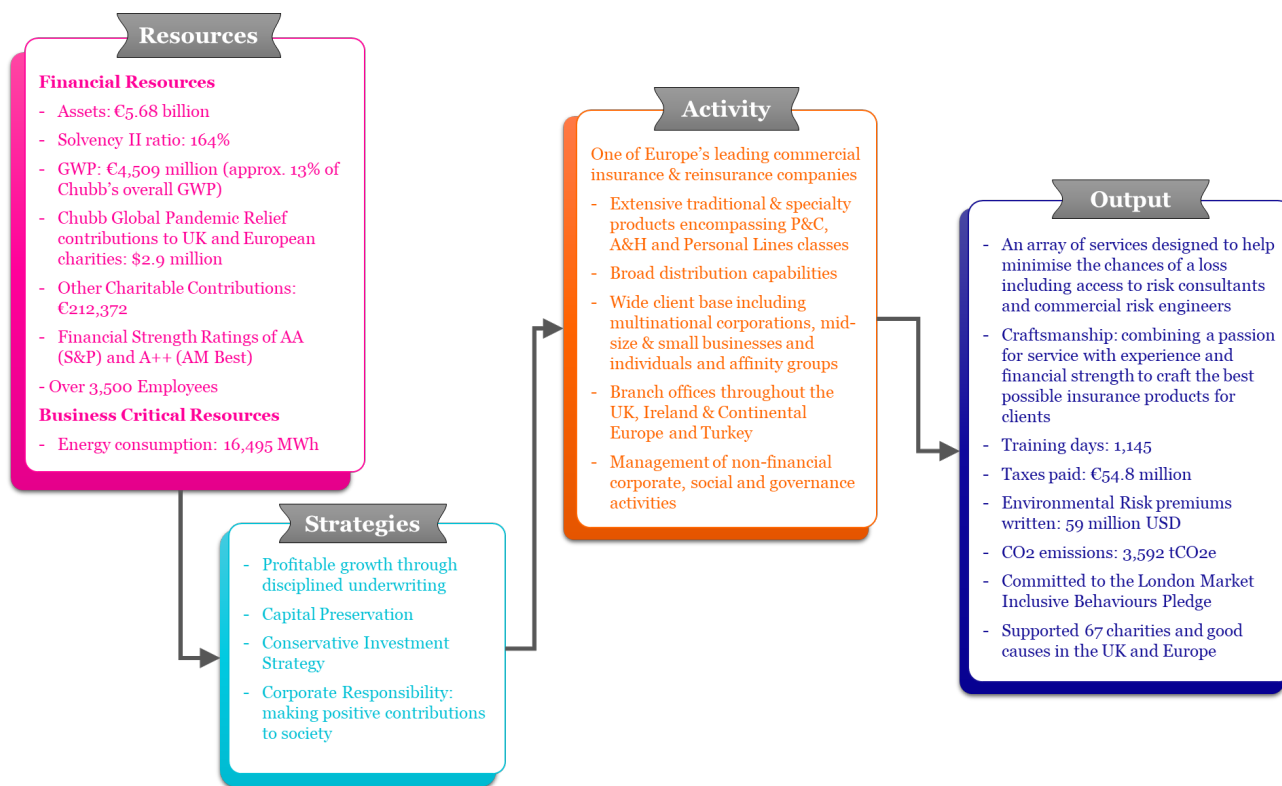 Resources
Financial Resources
- Assets: €5.68 billion
- Solvency II ratio: 164%
- GWP: €4,509 million (approx. 13% of
Chubb's overall GWP)
- Chubb Global Pandemic Relief
contributions to UK and European
charities: $2.9 million
- Other Charitable Contributions:
€212,372
- Financial Strength Ratings of AA
(S&P) and A++ (AM Best)
- Over 3,500 Employees
Business Critical Resources
- Energy consumption: 16,495 MWh
Strategies
- Profitable growth through
disciplined underwriting
- Capital Preservation
- Conservative Investment
Strategy
- Corporate Responsibility:
making positive contributions
to society
Activity
One of Europe's leading commercial
insurance & reinsurance companies
- Extensive traditional & specialty
products encompassing P&C,
A&H and Personal Lines classes
- Broad distribution capabilities
- Wide client base including
multinational corporations, mid-
size & small businesses and
individuals and affinity groups
- Branch offices throughout the
UK, Ireland & Continental
Europe and Turkey
- Management of non-financial
corporate, social and governance
activities
Output
- An array of services designed to help
minimise the chances of a loss
including access to risk consultants
and commercial risk engineers
- Craftsmanship: combining a passion
for service with experience and
financial strength to craft the best
possible insurance products for
clients
- Training days: 1,145
- Taxes paid: €54.8 million
- Environmental Risk premiums
written: 59 million USD
- CO2 emissions: 3,592 tCO2e
- Committed to the London Market
Inclusive Behaviours Pledge
- Supported 67 charities and good
causes in the UK and Europe